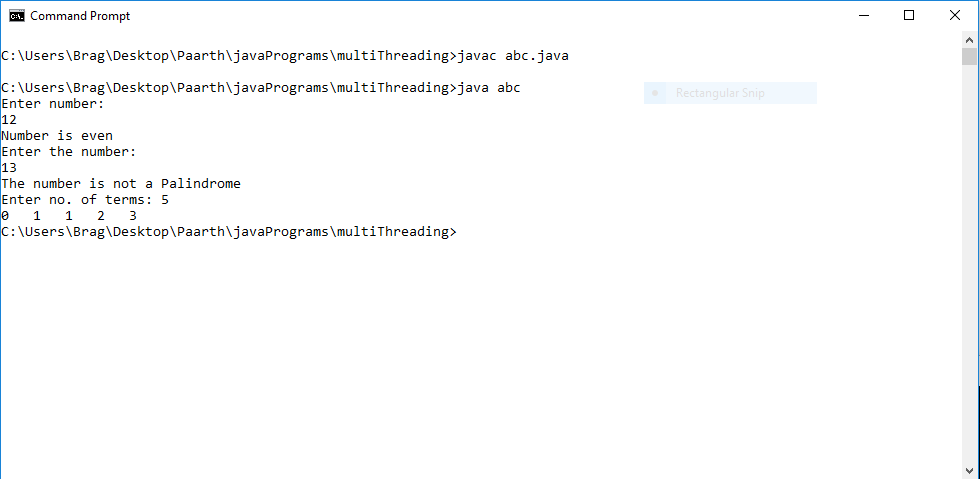 Command Prompt
C:\Users\Brag\Desktop\Paarth\javaPrograms\multiThreading>javac abc.java
C:\Users\Brag\Desktop\Paarth\javaPrograms\multiThreading>java abc
Rectangular Snip
Enter number:
12
Number is even
Enter the number:
13
The number is not a Palindrome
Enter no. of terms: 5
0 1 1 2 3
C:\Users\Brag\Desktop\Paarth\javaPrograms\multiThreading>